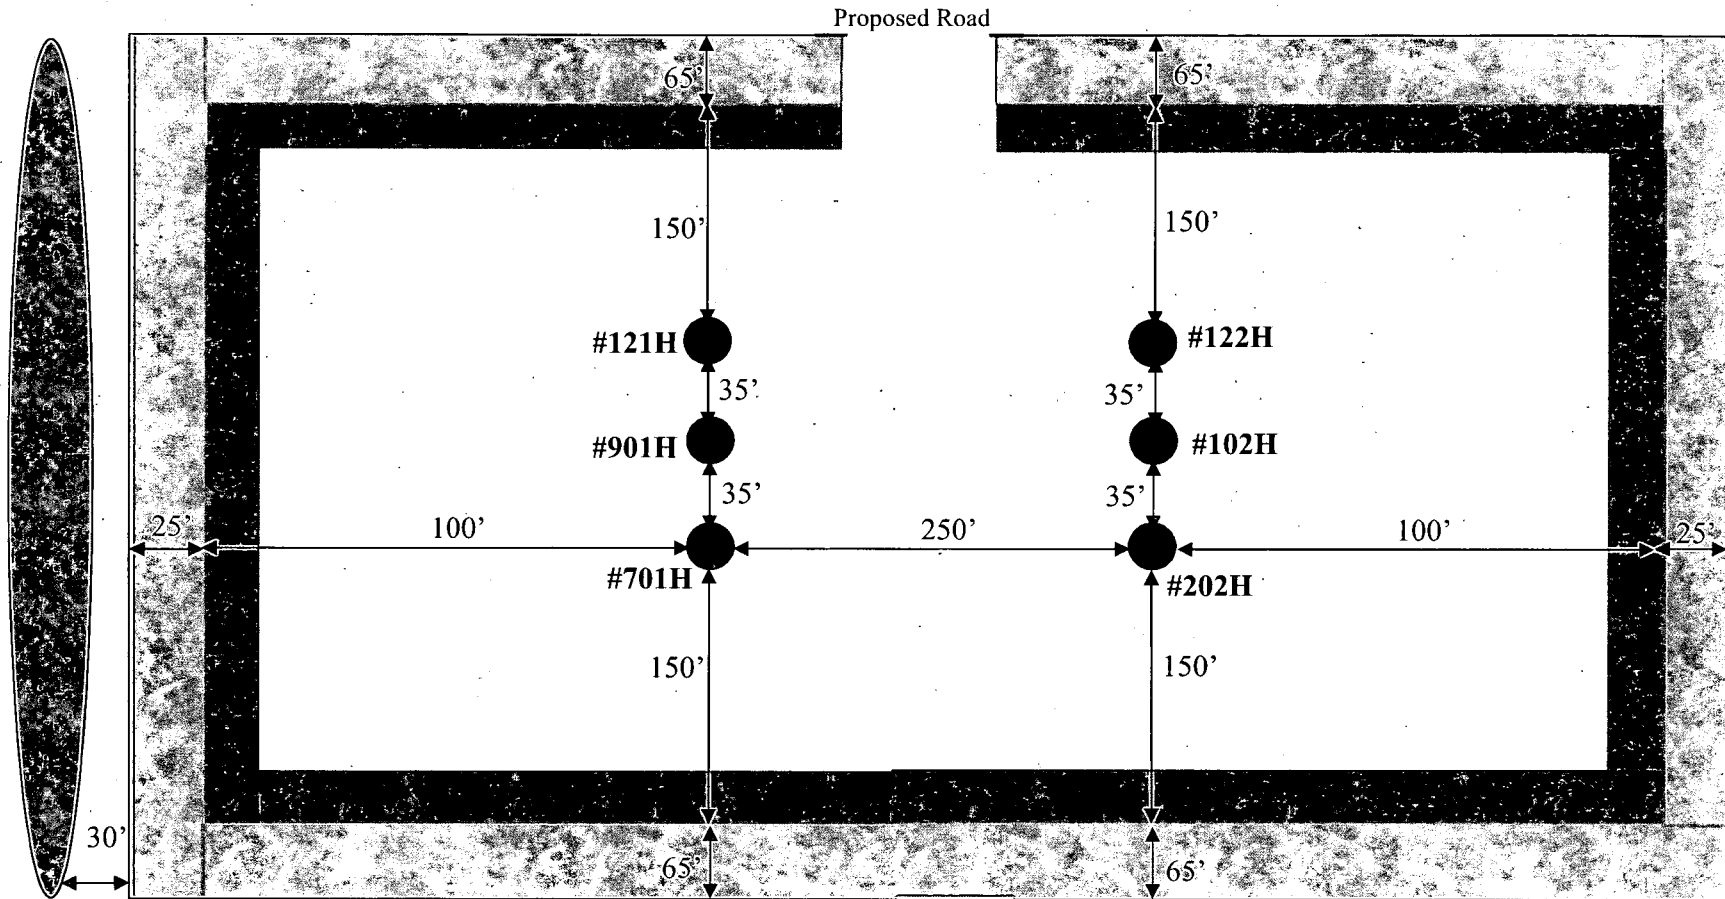 Proposed Road
65’ 65’
150’ 150’
#121H #122H
35’ 35’
#901H #102H
35’ 35’
25’ 100’ 250’ 100’ 25’
#701H #202H
150’ 150’
30’
65’ 65’